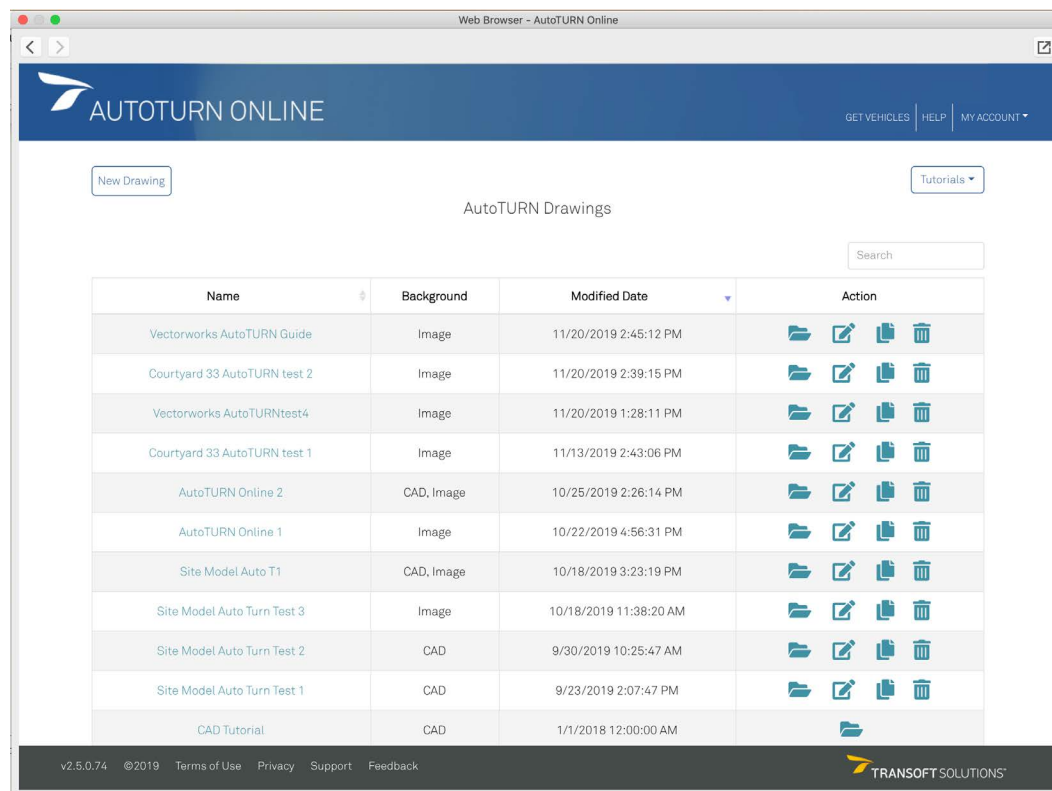 Web Browser - AutoTURN Online
AUTOTURN ONLINE
GET VEHICLES HELP MY ACCOUNT
New Drawing
Tutorials
AutoTURN Drawings
Search
Name Background Modified Date Action
Vectorworks AutoTURN Guide Image 11/20/2019 2:45:12 PM
Courtyard 33 AutoTURN test 2 Image 11/20/2019 2:39:15 PM
Vectorworks AutoTURNtest4 Image 11/20/2019 1:28:11 PM
Courtyard 33 AutoTURN test 1 Image 11/13/2019 2:43:06 PM
AutoTURN Online 2 CAD, Image 10/25/2019 2:26:14 PM
AutoTURN Online 1 Image 10/22/2019 4:56:31 PM
Site Model Auto T1 CAD, Image 10/18/2019 3:23:19 PM
Site Model Auto Turn Test 3 Image 10/18/2019 11:38:20 AM
Site Model Auto Turn Test 2 CAD 9/30/2019 10:25:47 AM
Site Model Auto Turn Test 1 CAD 9/23/2019 2:07:47 PM
CAD Tutorial CAD 1/1/2018 12:00:00 AM
v2.5.0.74 ©2019 Terms of Use Privacy Support Feedback
TRANSOFT SOLUTIONS™